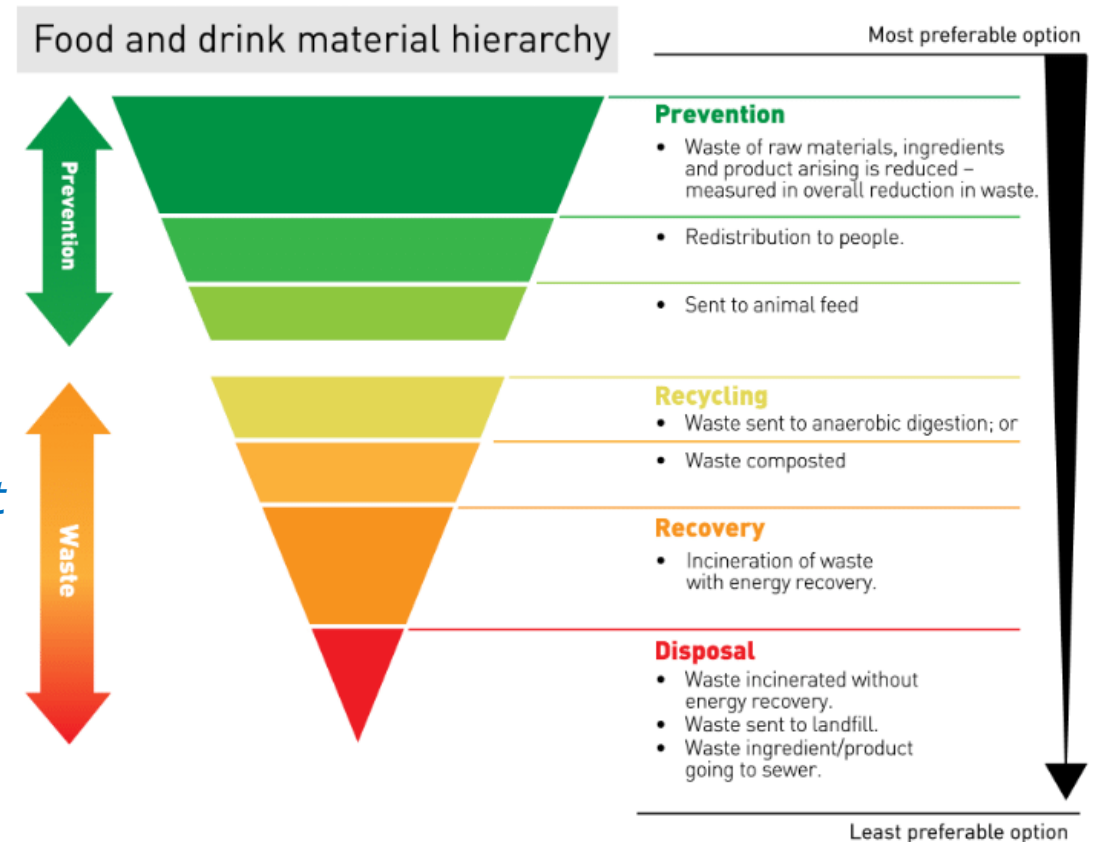 Food and drink material hierarchy
Most preferable option
Prevention
Prevention
• Waste of raw materials, ingredients
and product arising is reduced –
measured in overall reduction in waste.
• Redistribution to people.
• Sent to animal feed
Waste
Recycling
• Waste sent to anaerobic digestion; or
• Waste composted
Recovery
• Incineration of waste
with energy recovery.
Disposal
• Waste incinerated without
energy recovery.
• Waste sent to landfill.
• Waste ingredient/product
going to sewer.
Least preferable option